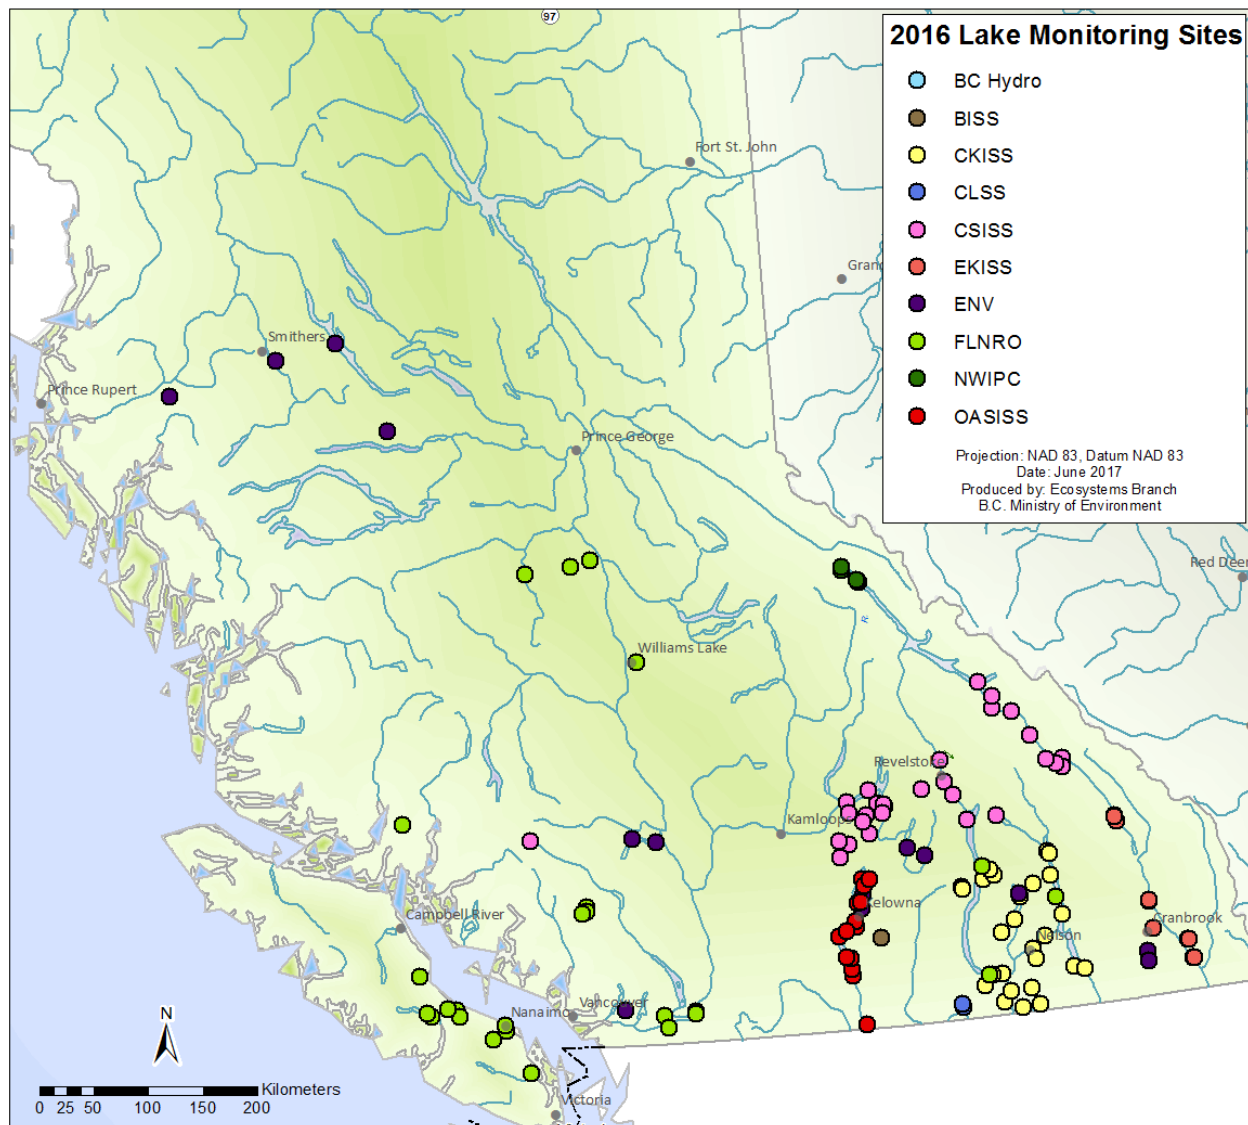 97
2016 Lake Monitoring Sites
BC Hydro
BISS
CKISS
CLSS
CSISS
EKISS
ENV
FLNRO
NWIPC
OASISS
Projection: NAD 83, Datum NAD 83
Date: June 2017
Produced by: Ecosystems Branch
B.C. Ministry of Environment
Fort St. John
Grand
Smithers
Prince Rupert
Prince George
Red Deer
R.
Williams Lake
Revelstoke
Kamloops
Kelowna
Campbell River
Cranbrook
Nelson
Vancouver
Nanaimo
N
Kilometers
0 25 50 100 150 200
Victoria